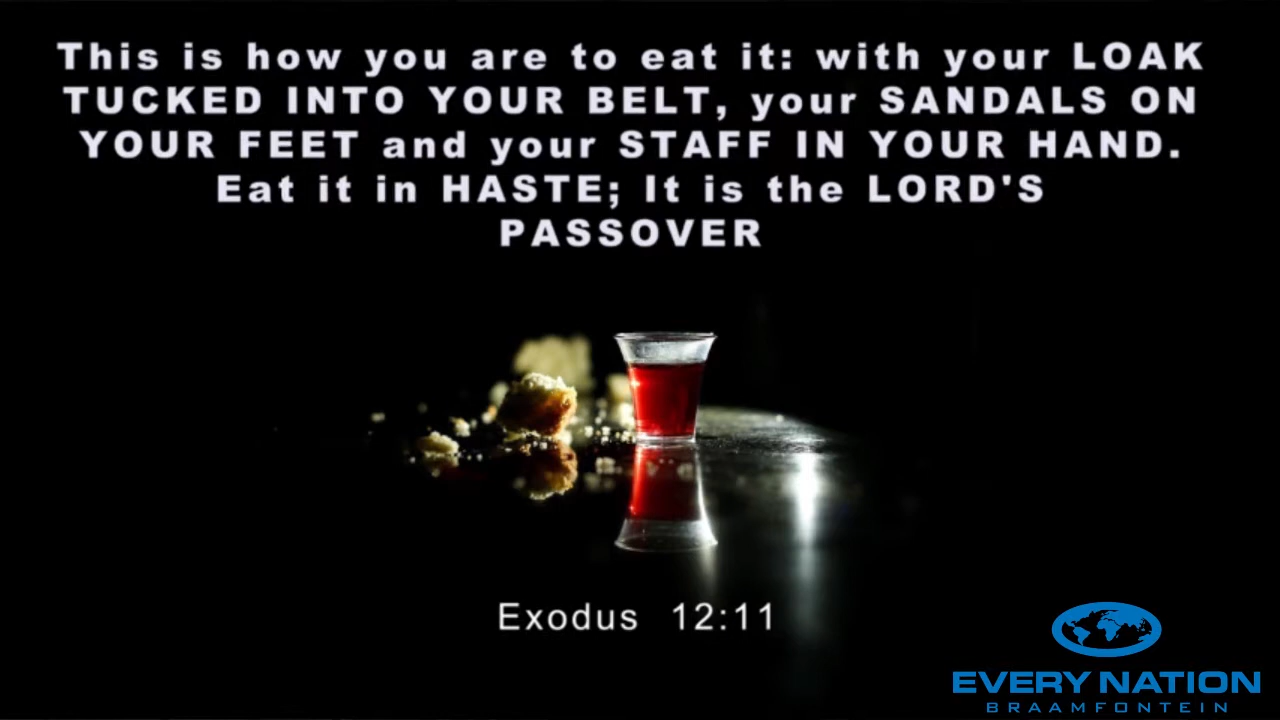 This is how you are to eat it: with your LOAK
TUCKED INTO YOUR BELT, your SANDALS ON
YOUR FEET and your STAFF IN YOUR HAND.
Eat it in HASTE; It is the LORD'S
PASSOVER
Exodus 12:11
EVERY NATION
BRAAMFONTEIN